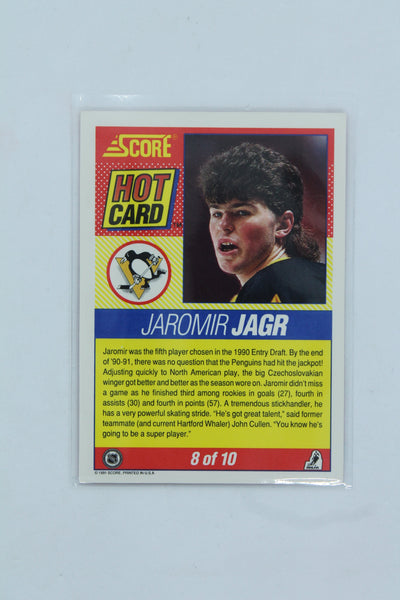 SCORE
HOT
CARD
JAROMIR JAGR
Jaromir was the fifth player chosen in the 1990 Entry Draft. By the end
of '90-91, there was no question that the Penguins had hit the jackpot!
Adjusting quickly to North American play, the big Czechoslovakian
winger got better and better as the season wore on. Jaromir didn't miss
a game as he finished third among rookies in goals (27), fourth in
assists (30) and fourth in points (57). A tremendous stickhandler, he
has a very powerful skating stride. "He's got great talent," said former
teammate (and current Hartford Whaler) John Cullen. "You know he's
going to be a super player."
8 of 10
© 1991 SCORE, PRINTED IN U.S.A.